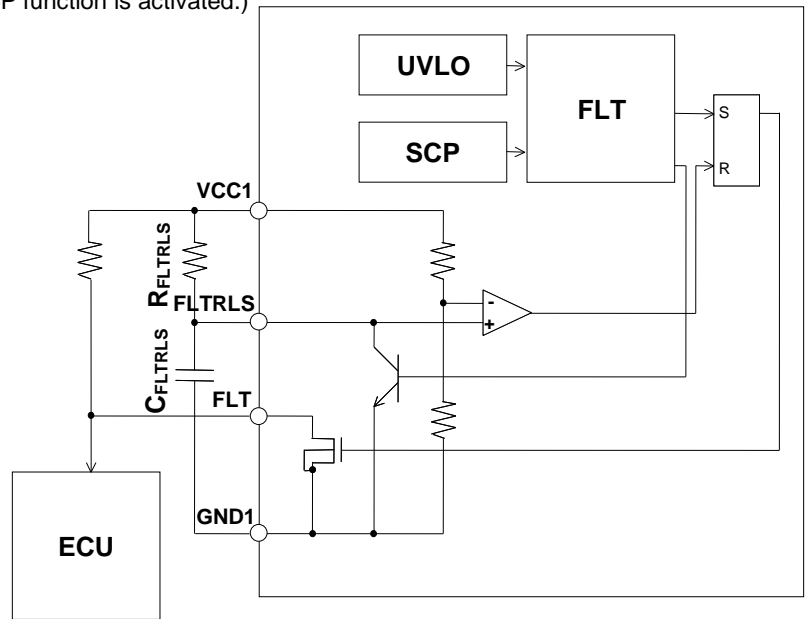 P function is activated.)
UVLO
FLT
SCP
S
R
VCC1
RFLTRLS
FLTRLS
-
+
CFLTRLS
FLT
GND1
ECU